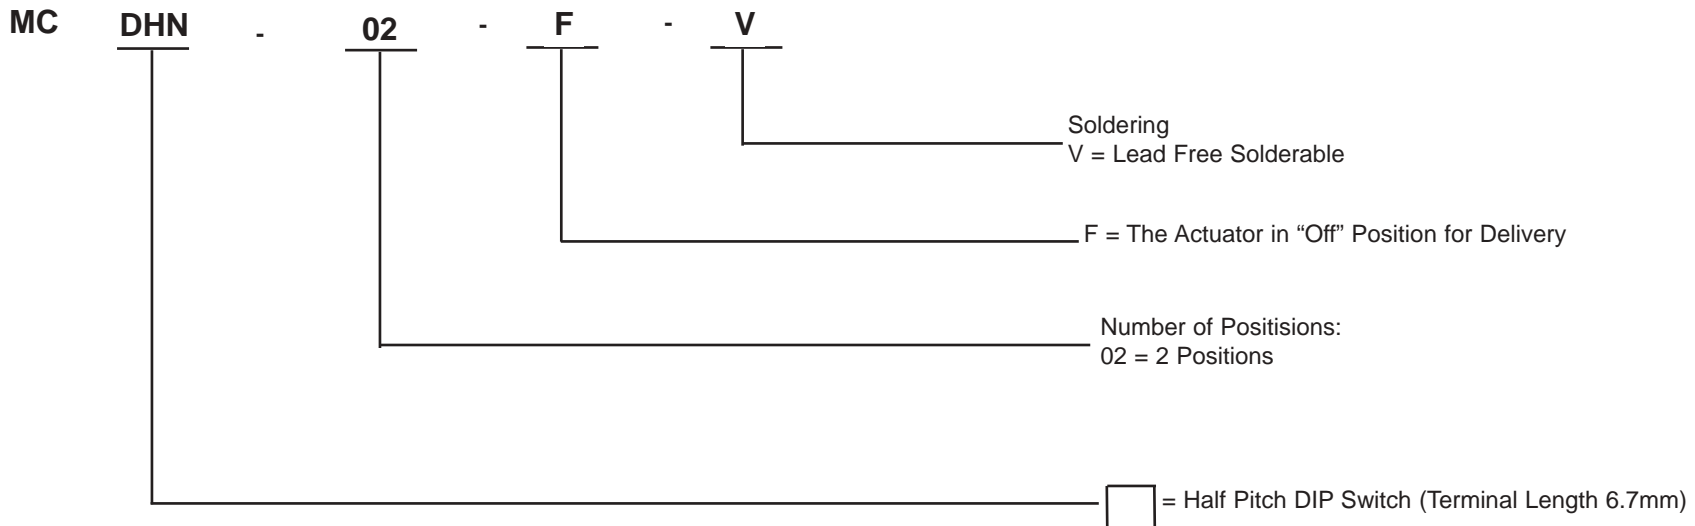 MC DHN - 02 - F - V
Soldering
V = Lead Free Solderable
F = The Actuator in “Off” Position for Delivery
Number of Positisions:
02 = 2 Positions
= Half Pitch DIP Switch (Terminal Length 6.7mm)